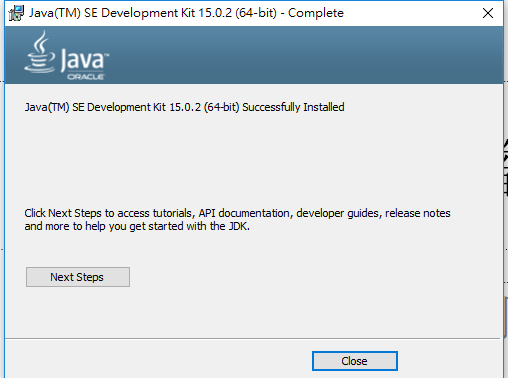 Java(TM) SE Development Kit 15.0.2 (64-bit) - Complete
Java™
ORACLE
Java(TM) SE Development Kit 15.0.2 (64-bit) Successfully Installed
Click Next Steps to access tutorials, API documentation, developer guides, release notes
and more to help you get started with the JDK.
Next Steps
Close